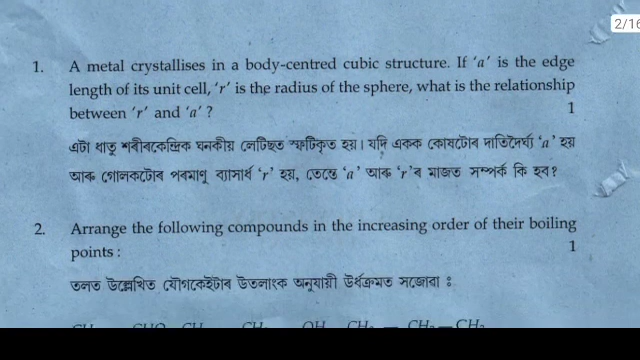 2/16
1. A metal crystallises in a body-centred cubic structure. If 'a' is the edge
length of its unit cell, 'r' is the radius of the sphere, what is the relationship
between 'r' and 'a' ? 1
এটা ধাতু শৰীৰকেন্দ্ৰিক ঘনকীয় লেটিছত স্ফটিকৃত হয়। যদি একক কোষটোৰ দাতিদৈৰ্ঘ্য 'a' হয়
আৰু গোলকটোৰ পৰমাণু ব্যাসাৰ্ধ 'r' হয়, তেন্তে 'a' আৰু 'r'ৰ মাজত সম্পৰ্ক কি হব?
2. Arrange the following compounds in the increasing order of their boiling
points : 1
তলত উল্লেখিত যৌগকেইটাৰ উতলাংক অনুযায়ী উৰ্ধক্ৰমত সজোৱা ঃ